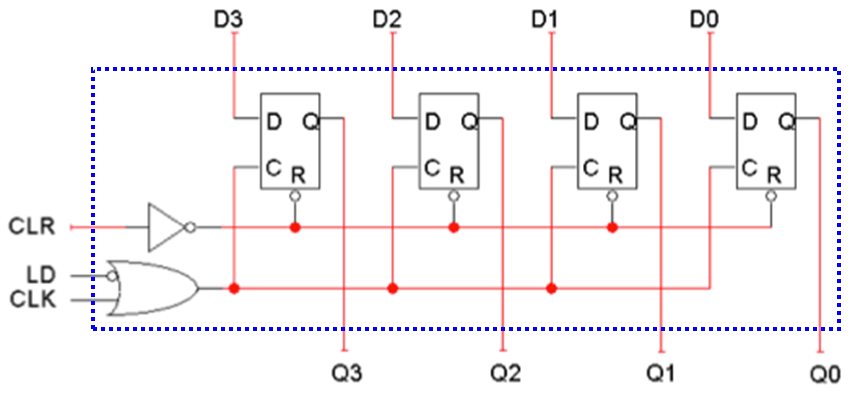 D3 D2 D1 D0
D Q D Q D Q D Q
C R C R C R C R
CLR
LD
CLK
Q3 Q2 Q1 Q0